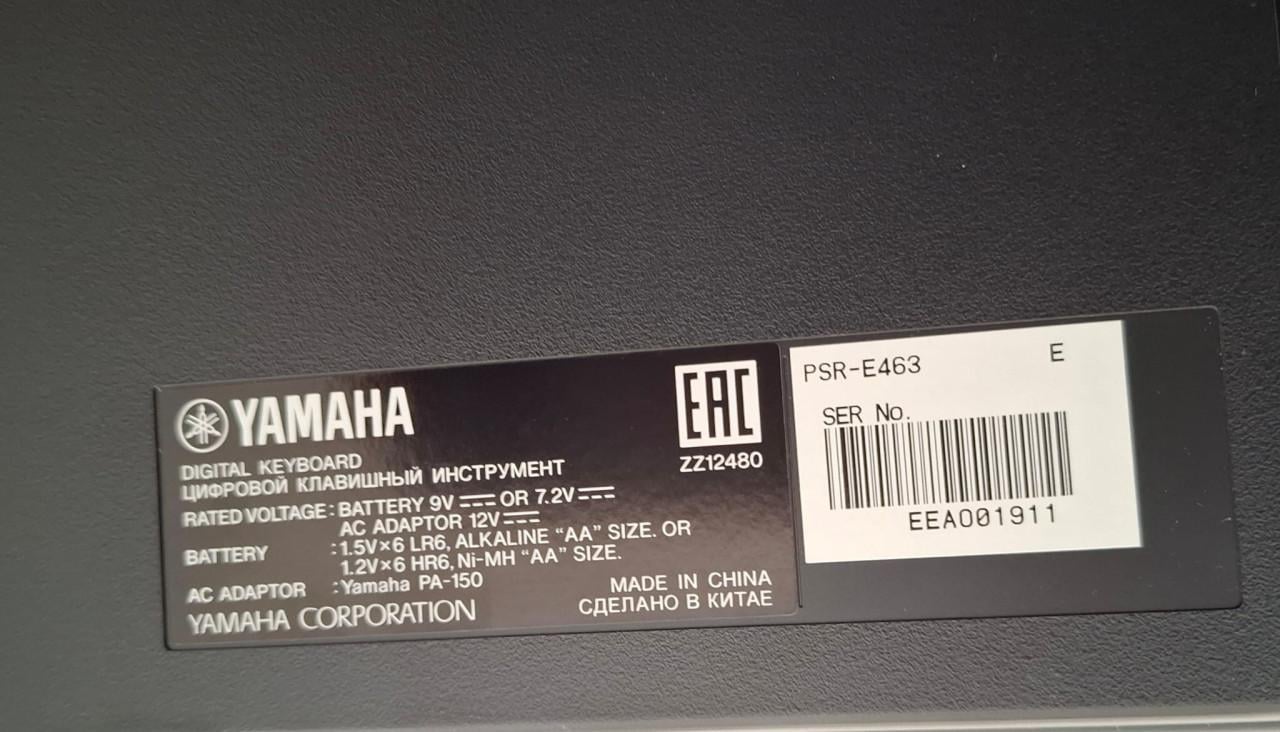 YAMAHA
DIGITAL KEYBOARD
ЦИФРОВОЙ КЛАВИШНЫЙ ИНСТРУМЕНТ
RATED VOLTAGE : BATTERY 9V ⎓ OR 7.2V ⎓
AC ADAPTOR 12V ⎓
BATTERY : 1.5V×6 LR6, ALKALINE “AA” SIZE. OR
1.2V×6 HR6, Ni-MH “AA” SIZE.
AC ADAPTOR : Yamaha PA-150
YAMAHA CORPORATION
EAC
ZZ12480
MADE IN CHINA
СДЕЛАНО В КИТАЕ
PSR-E463 E
SER No.
EEAO01911